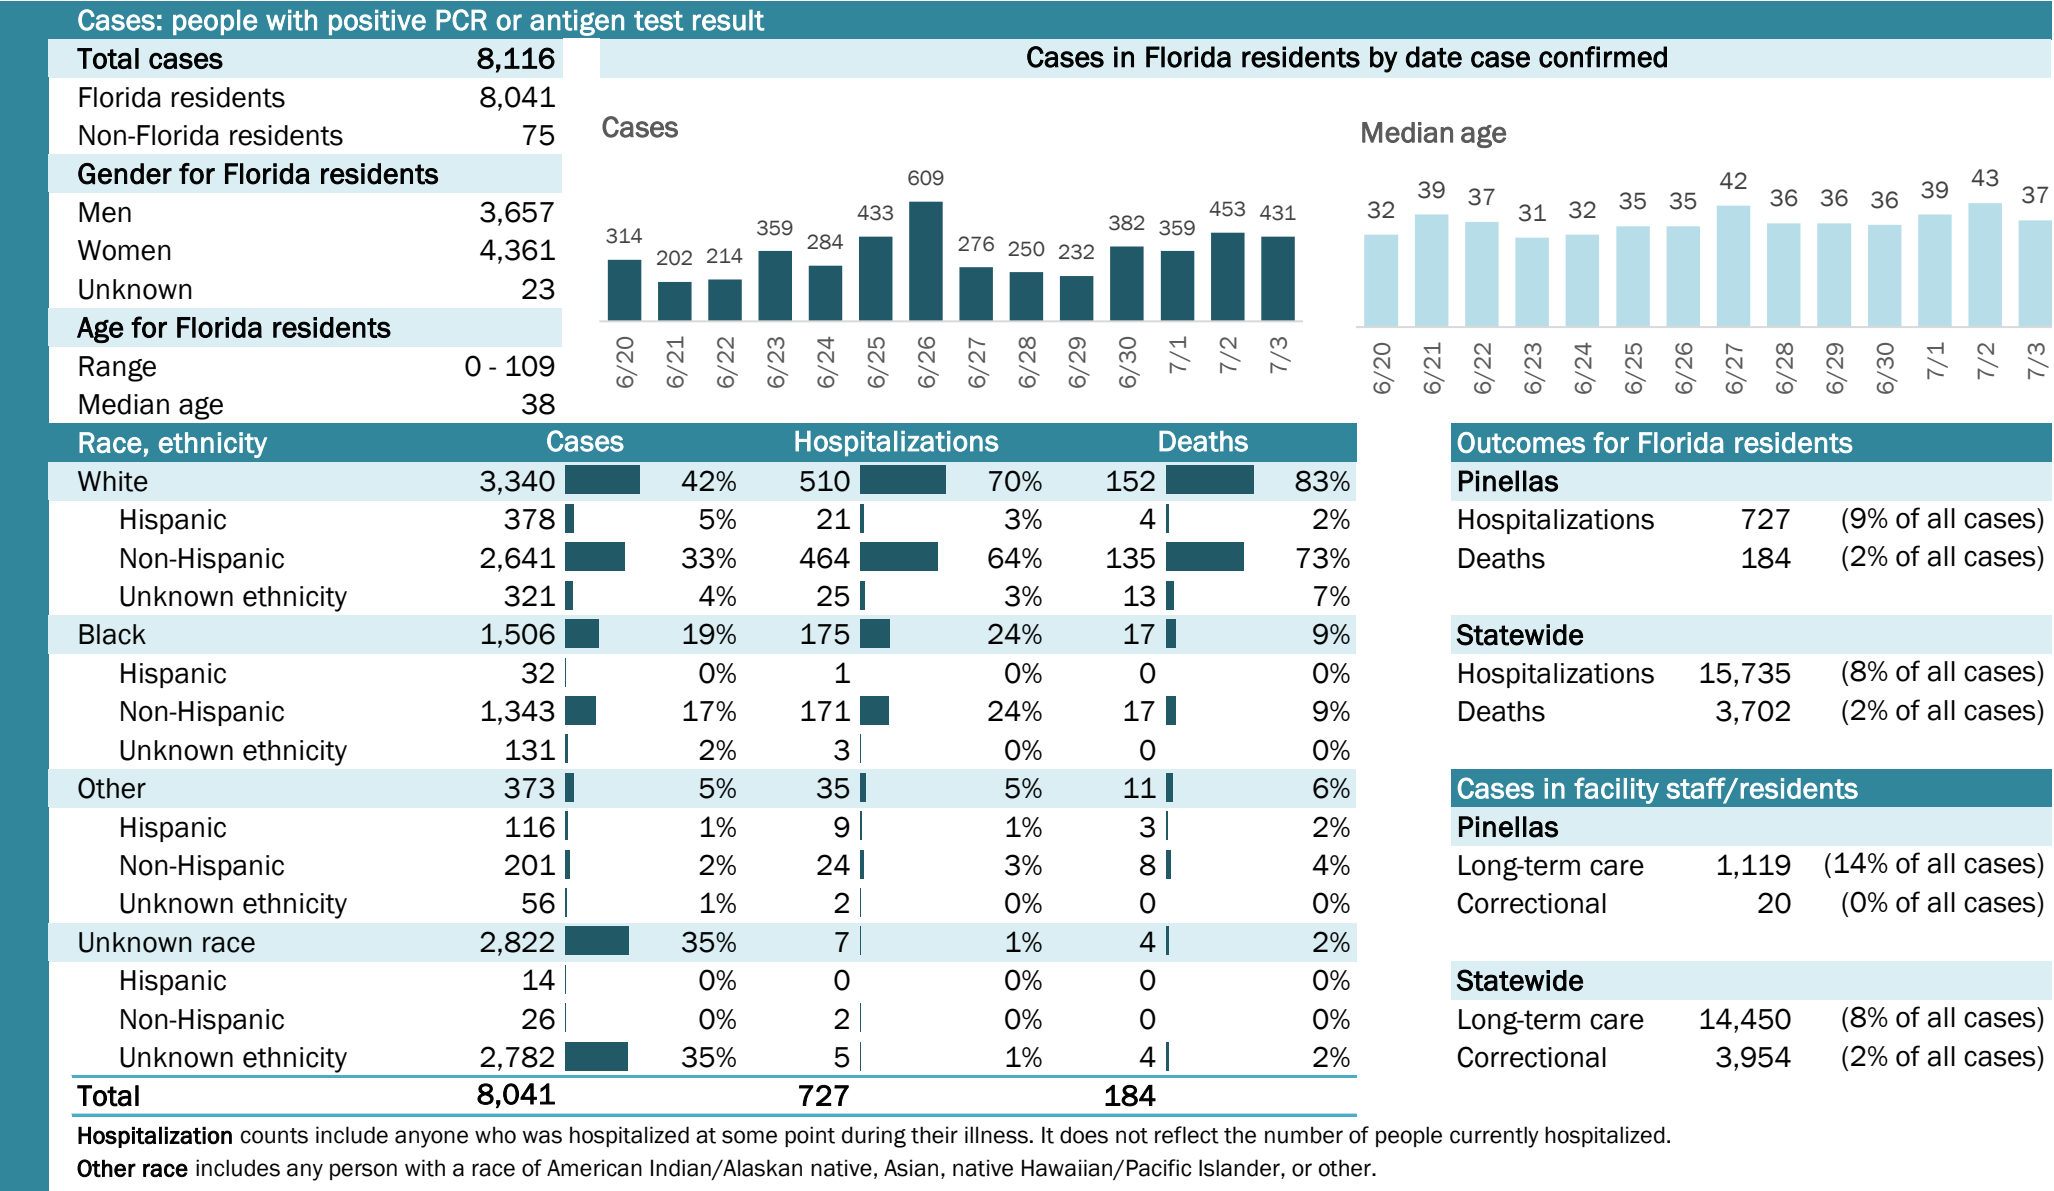 Cases: people with positive PCR or antigen test result
Total cases 8,116
Florida residents 8,041
Non-Florida residents 75
Gender for Florida residents
Men 3,657
Women 4,361
Unknown 23
Age for Florida residents
Range 0 - 109
Median age 38
Cases in Florida residents by date case confirmed
Cases
314 202 214 359 284 433 609 276 250 232 382 359 453 431
6/20 6/21 6/22 6/23 6/24 6/25 6/26 6/27 6/28 6/29 6/30 7/1 7/2 7/3
Median age
32 39 37 31 32 35 35 42 36 36 36 39 43 37
6/20 6/21 6/22 6/23 6/24 6/25 6/26 6/27 6/28 6/29 6/30 7/1 7/2 7/3
Race, ethnicity Cases Hospitalizations Deaths
White 3,340 42% 510 70% 152 83%
Hispanic 378 5% 21 3% 4 2%
Non-Hispanic 2,641 33% 464 64% 135 73%
Unknown ethnicity 321 4% 25 3% 13 7%
Black 1,506 19% 175 24% 17 9%
Hispanic 32 0% 1 0% 0 0%
Non-Hispanic 1,343 17% 171 24% 17 9%
Unknown ethnicity 131 2% 3 0% 0 0%
Other 373 5% 35 5% 11 6%
Hispanic 116 1% 9 1% 3 2%
Non-Hispanic 201 2% 24 3% 8 4%
Unknown ethnicity 56 1% 2 0% 0 0%
Unknown race 2,822 35% 7 1% 4 2%
Hispanic 14 0% 0 0% 0 0%
Non-Hispanic 26 0% 2 0% 0 0%
Unknown ethnicity 2,782 35% 5 1% 4 2%
Total 8,041 727 184
Outcomes for Florida residents
Pinellas
Hospitalizations 727 (9% of all cases)
Deaths 184 (2% of all cases)
Statewide
Hospitalizations 15,735 (8% of all cases)
Deaths 3,702 (2% of all cases)
Cases in facility staff/residents
Pinellas
Long-term care 1,119 (14% of all cases)
Correctional 20 (0% of all cases)
Statewide
Long-term care 14,450 (8% of all cases)
Correctional 3,954 (2% of all cases)
Hospitalization counts include anyone who was hospitalized at some point during their illness. It does not reflect the number of people currently hospitalized.
Other race includes any person with a race of American Indian/Alaskan native, Asian, native Hawaiian/Pacific Islander, or other.